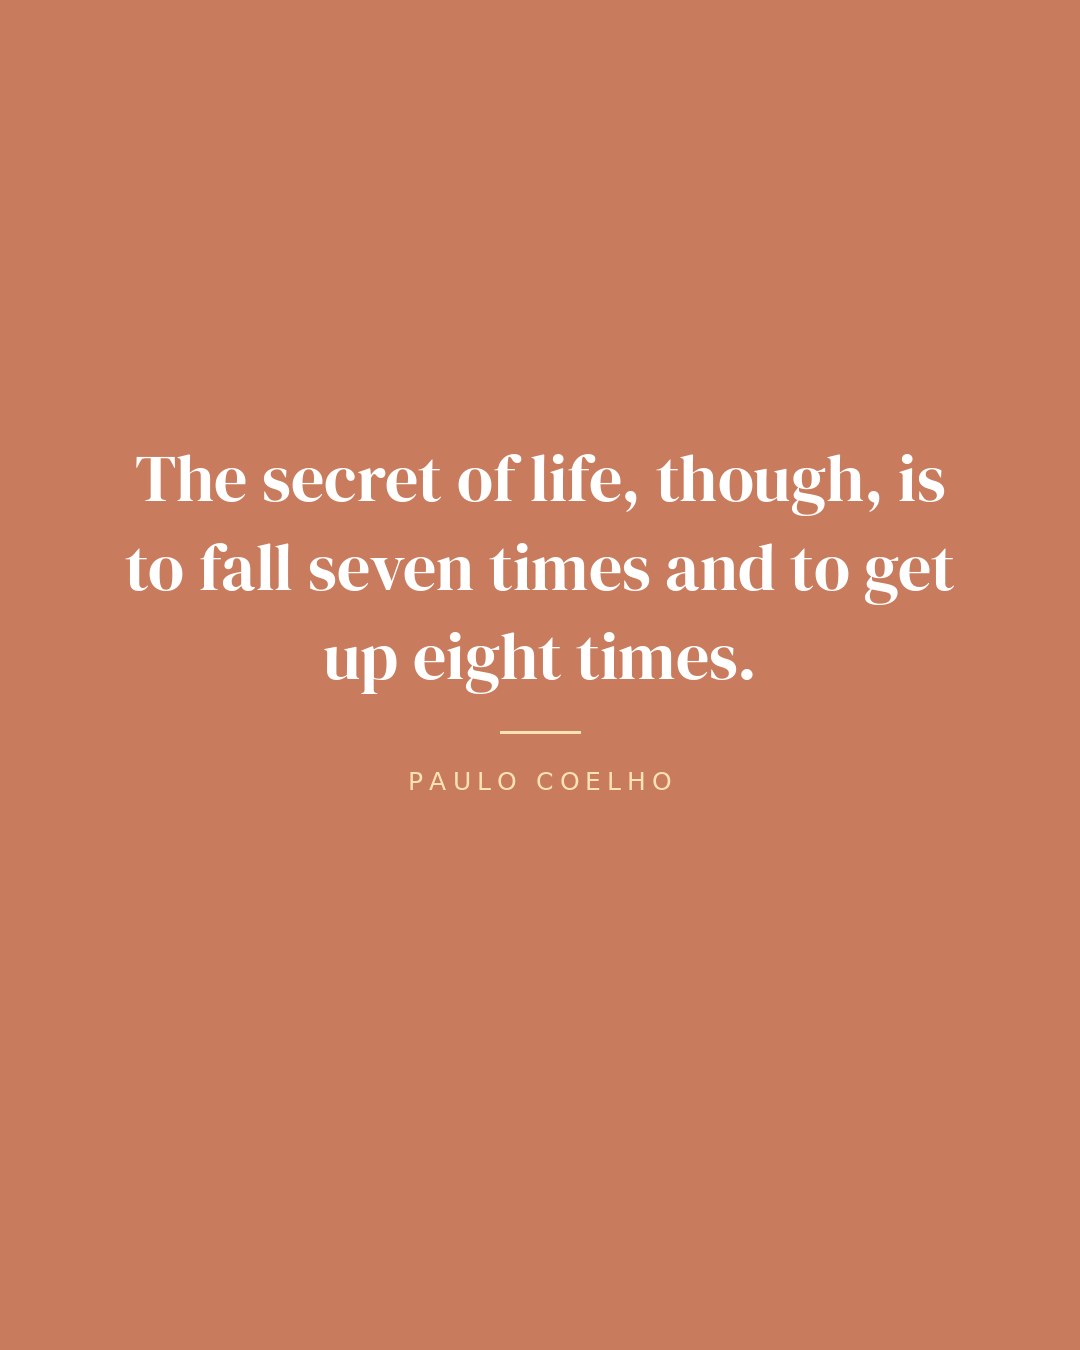 The secret of life, though, is
to fall seven times and to get
up eight times.
PAULO COELHO